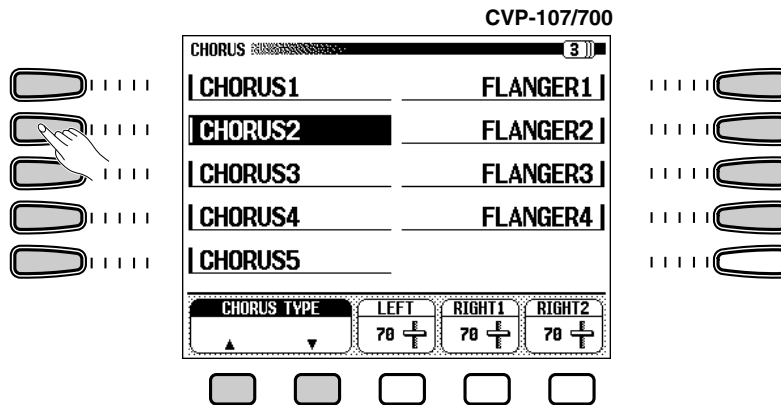 CVP-107/700
CHORUS 3
CHORUS1 FLANGER1
CHORUS2 FLANGER2
CHORUS3 FLANGER3
CHORUS4 FLANGER4
CHORUS5
CHORUS TYPE LEFT RIGHT1 RIGHT2
▲ ▼ 70 70 70